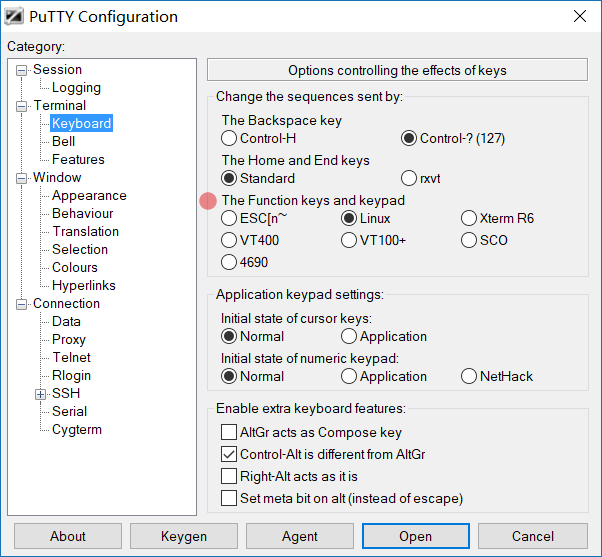 PuTTY Configuration
Category:
Session
Logging
Terminal
Keyboard
Bell
Features
Window
Appearance
Behaviour
Translation
Selection
Colours
Hyperlinks
Connection
Data
Proxy
Telnet
Rlogin
SSH
Serial
Cygterm
Options controlling the effects of keys
Change the sequences sent by:
The Backspace key
Control-H Control-? (127)
The Home and End keys
Standard rxvt
The Function keys and keypad
ESC[n~ Linux Xterm R6
VT400 VT100+ SCO
4690
Application keypad settings:
Initial state of cursor keys:
Normal Application
Initial state of numeric keypad:
Normal Application NetHack
Enable extra keyboard features:
AltGr acts as Compose key
Control-Alt is different from AltGr
Right-Alt acts as it is
Set meta bit on alt (instead of escape)
About Keygen Agent Open Cancel